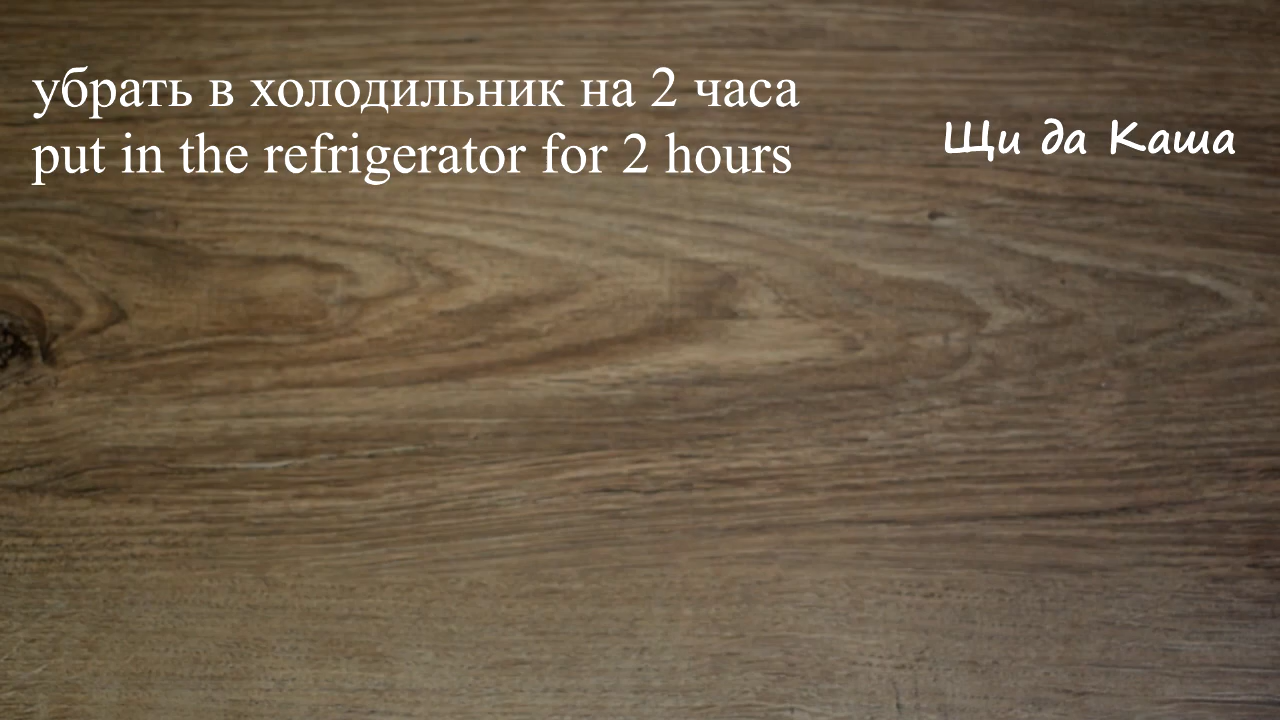 убрать в холодильник на 2 часа
put in the refrigerator for 2 hours
Щи да Каша